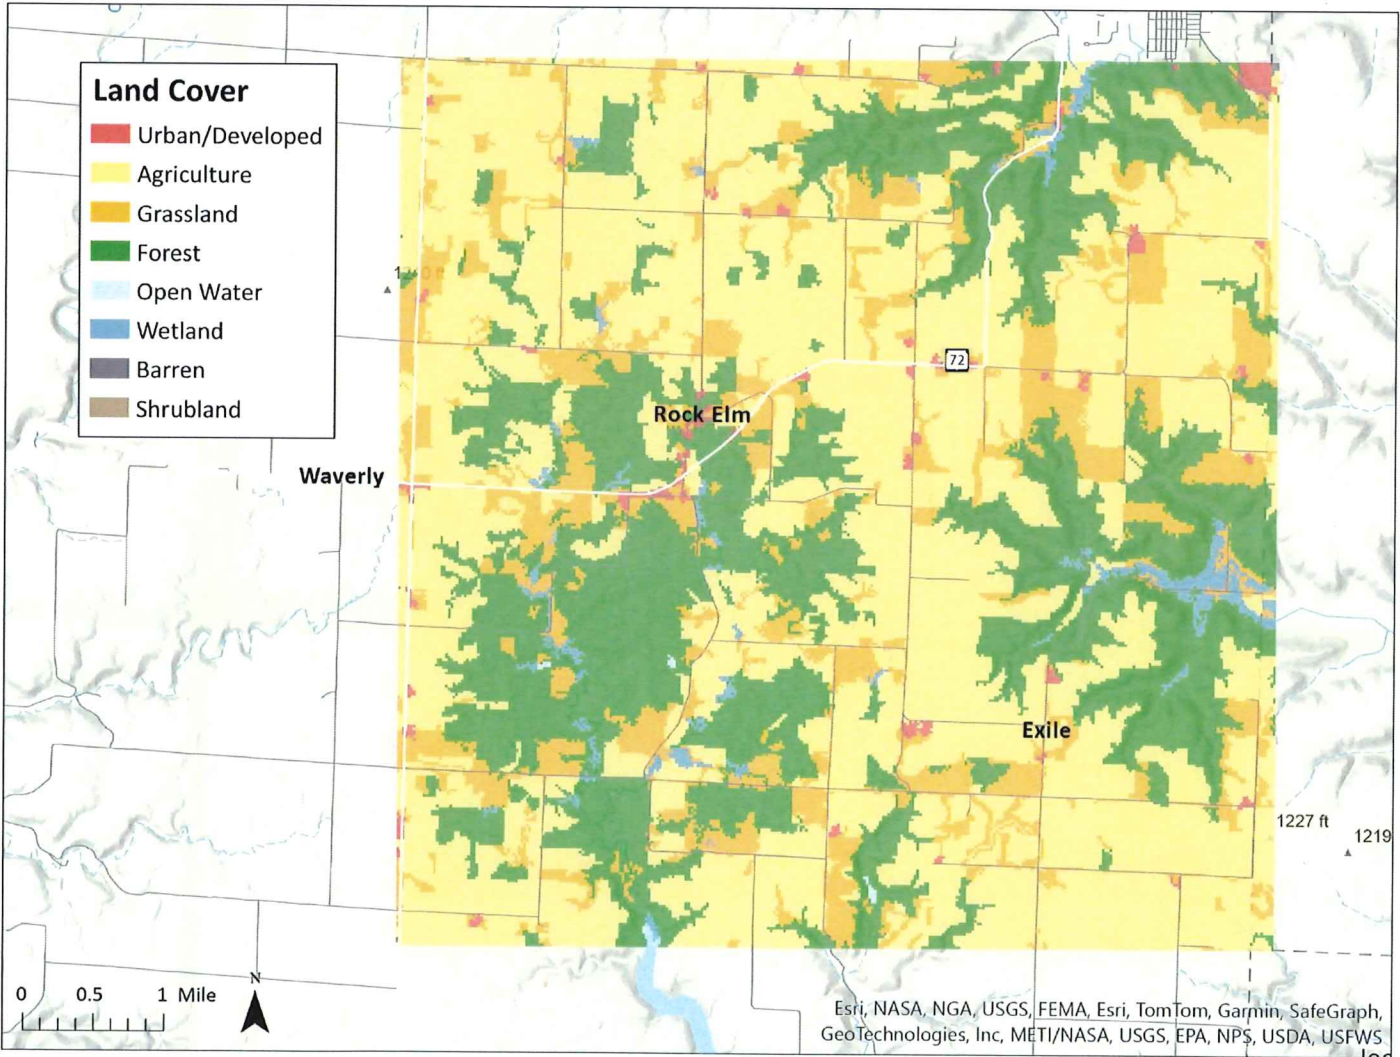 Land Cover
Urban/Developed
Agriculture
Grassland
Forest
Open Water
Wetland
Barren
Shrubland
72
Rock Elm
Waverly
Exile
1227 ft
1219
N
0 0.5 1 Mile
Esri, NASA, NGA, USGS, FEMA, Esri, TomTom, Garmin, SafeGraph,
GeoTechnologies, Inc, METI/NASA, USGS, EPA, NPS, USDA, USFWS